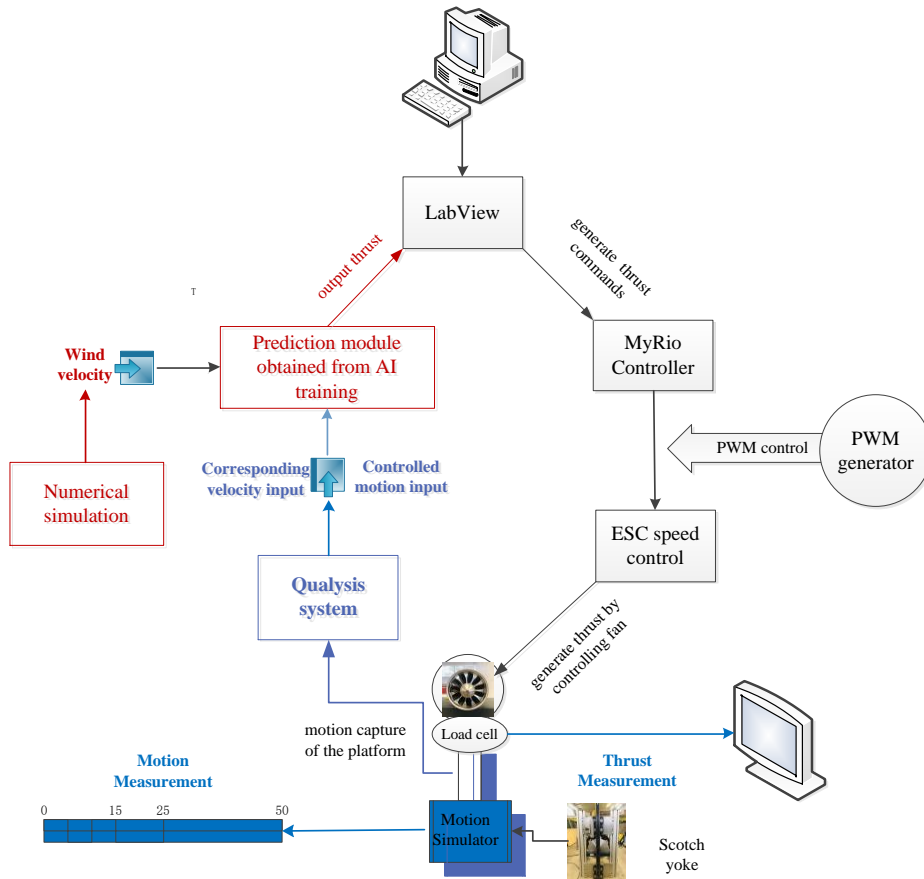 LabView
output thrust
generate thrust
commands
T
Prediction module
obtained from AI
training
Wind
velocity
MyRio
Controller
PWM control
PWM
generator
Corresponding
velocity input
Controlled
motion input
Numerical
simulation
ESC speed
control
Qualysis
system
generate thrust by
controlling fan
motion capture
of the platform
Load cell
Motion
Measurement
Thrust
Measurement
0 15 25 50
Motion
Simulator
Scotch
yoke